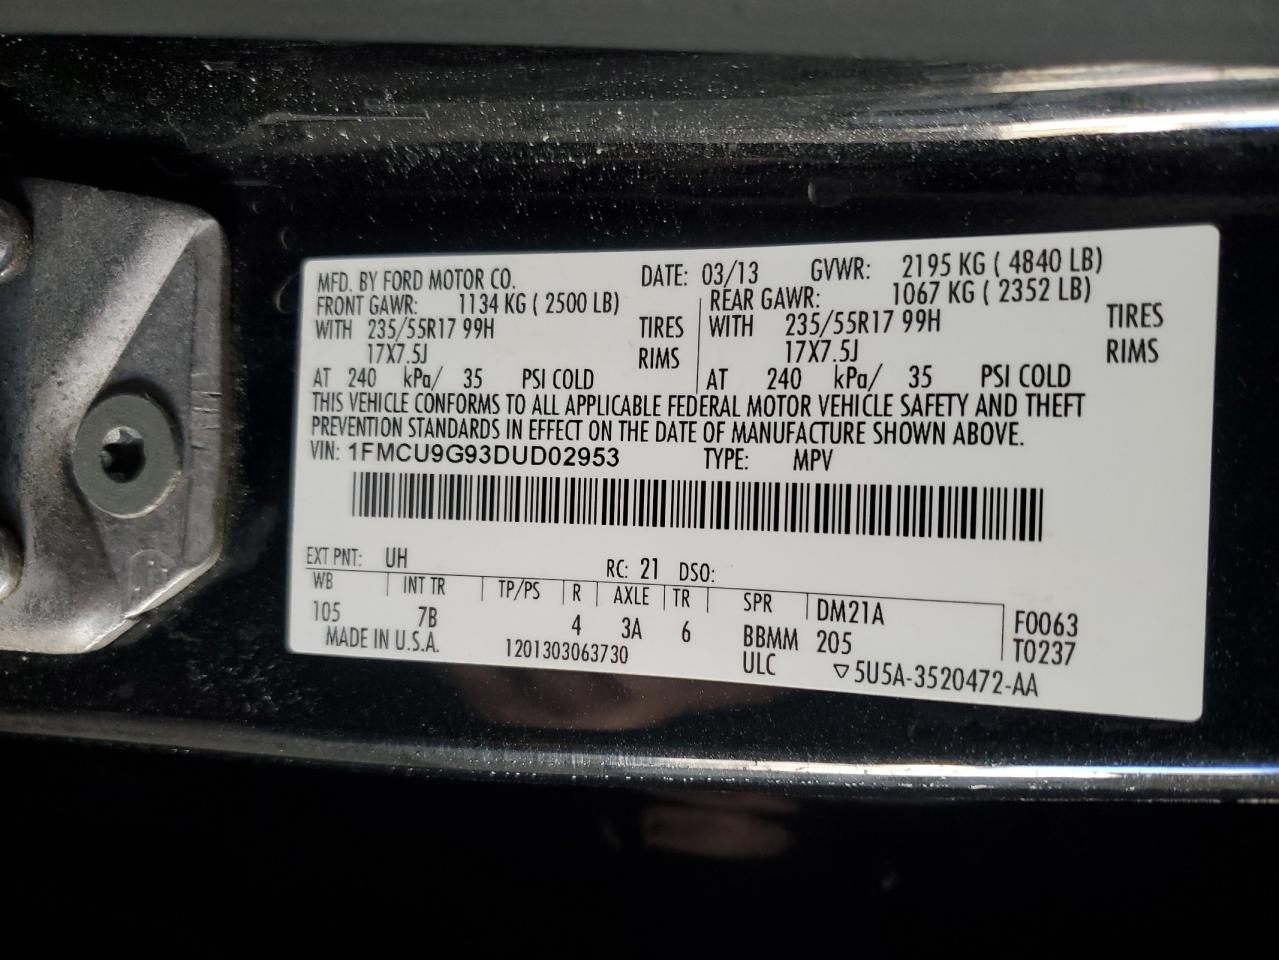 MFD. BY FORD MOTOR CO. DATE: 03/13 GVWR: 2195 KG ( 4840 LB)
FRONT GAWR: 1134 KG ( 2500 LB) REAR GAWR: 1067 KG ( 2352 LB)
WITH 235/55R17 99H TIRES WITH 235/55R17 99H TIRES
17X7.5J RIMS 17X7.5J RIMS
AT 240 kPa/ 35 PSI COLD AT 240 kPa/ 35 PSI COLD
THIS VEHICLE CONFORMS TO ALL APPLICABLE FEDERAL MOTOR VEHICLE SAFETY AND THEFT
PREVENTION STANDARDS IN EFFECT ON THE DATE OF MANUFACTURE SHOWN ABOVE.
VIN: 1FMCU9G93DUD02953 TYPE: MPV
EXT PNT: UH RC: 21 DSO:
WB INT TR TP/PS R AXLE TR SPR DM21A F0063
105 7B 4 3A 6 BBMM 205 T0237
MADE IN U.S.A. 1201303063730 ULC ▽5U5A-3520472-AA